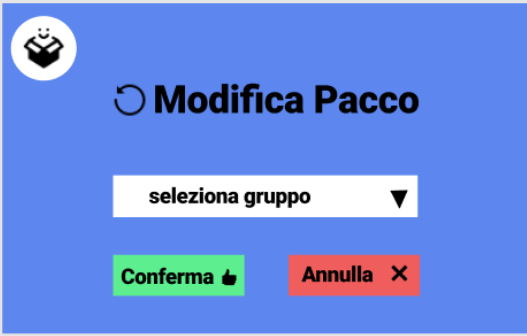 Modifica Pacco
seleziona gruppo
Conferma
Annulla